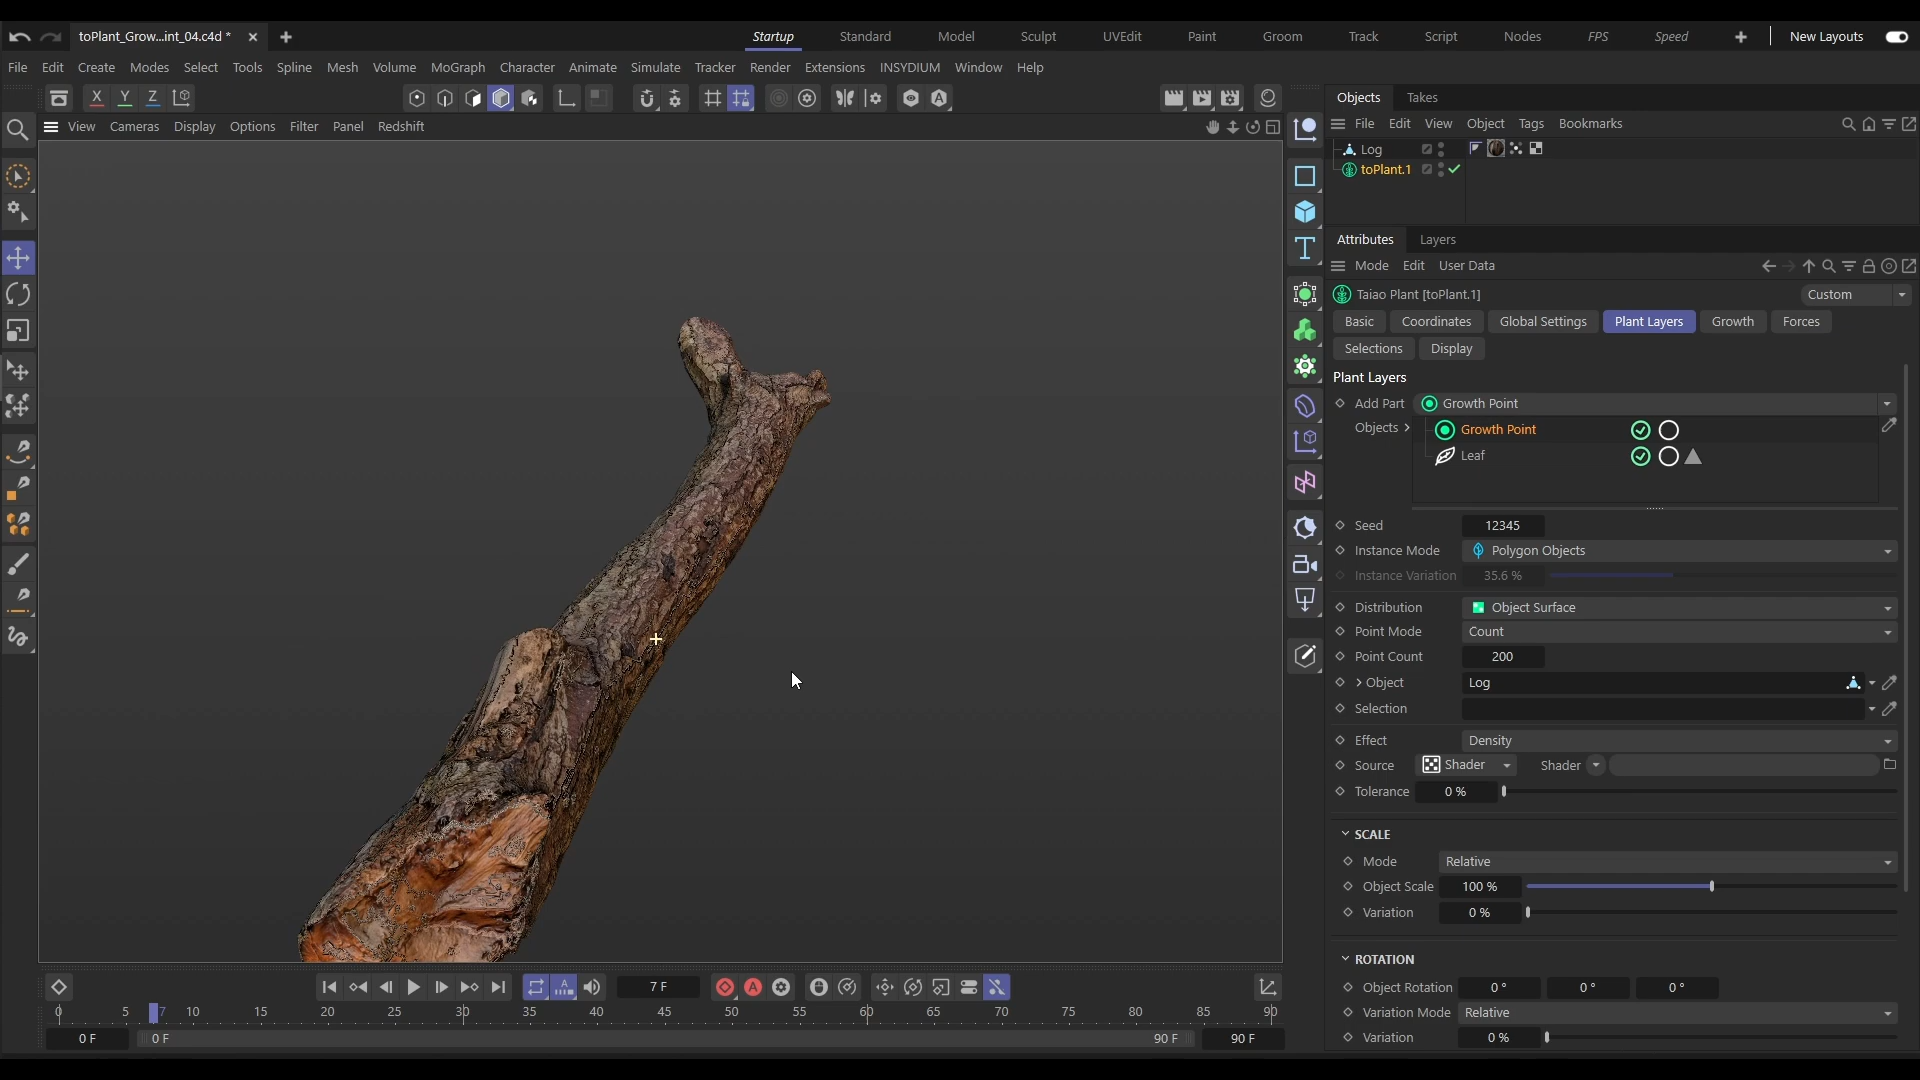 toPlant_Grow...int_04.c4d *
Startup Standard Model Sculpt UVEdit Paint Groom Track Script Nodes FPS Speed New Layouts
File Edit Create Modes Select Tools Spline Mesh Volume MoGraph Character Animate Simulate Tracker Render Extensions INSYDIUM Window Help
X Y Z
Objects Takes
View Cameras Display Options Filter Panel Redshift
File Edit View Object Tags Bookmarks
Log
toPlant.1
Attributes Layers
Mode Edit User Data
Taiao Plant [toPlant.1] Custom
Basic Coordinates Global Settings Plant Layers Growth Forces
Selections Display
Plant Layers
Add Part Growth Point
Objects Growth Point
Leaf
Seed 12345
Instance Mode Polygon Objects
Instance Variation 35.6 %
Distribution Object Surface
Point Mode Count
Point Count 200
Object Log
Selection
Effect Density
Source Shader Shader
Tolerance 0 %
SCALE
Mode Relative
Object Scale 100 %
Variation 0 %
ROTATION
Object Rotation 0 ° 0 ° 0 °
Variation Mode Relative
Variation 0 %
7 F
0 5 7 10 15 20 25 30 35 40 45 50 55 60 65 70 75 80 85 90
0 F 0 F 90 F 90 F